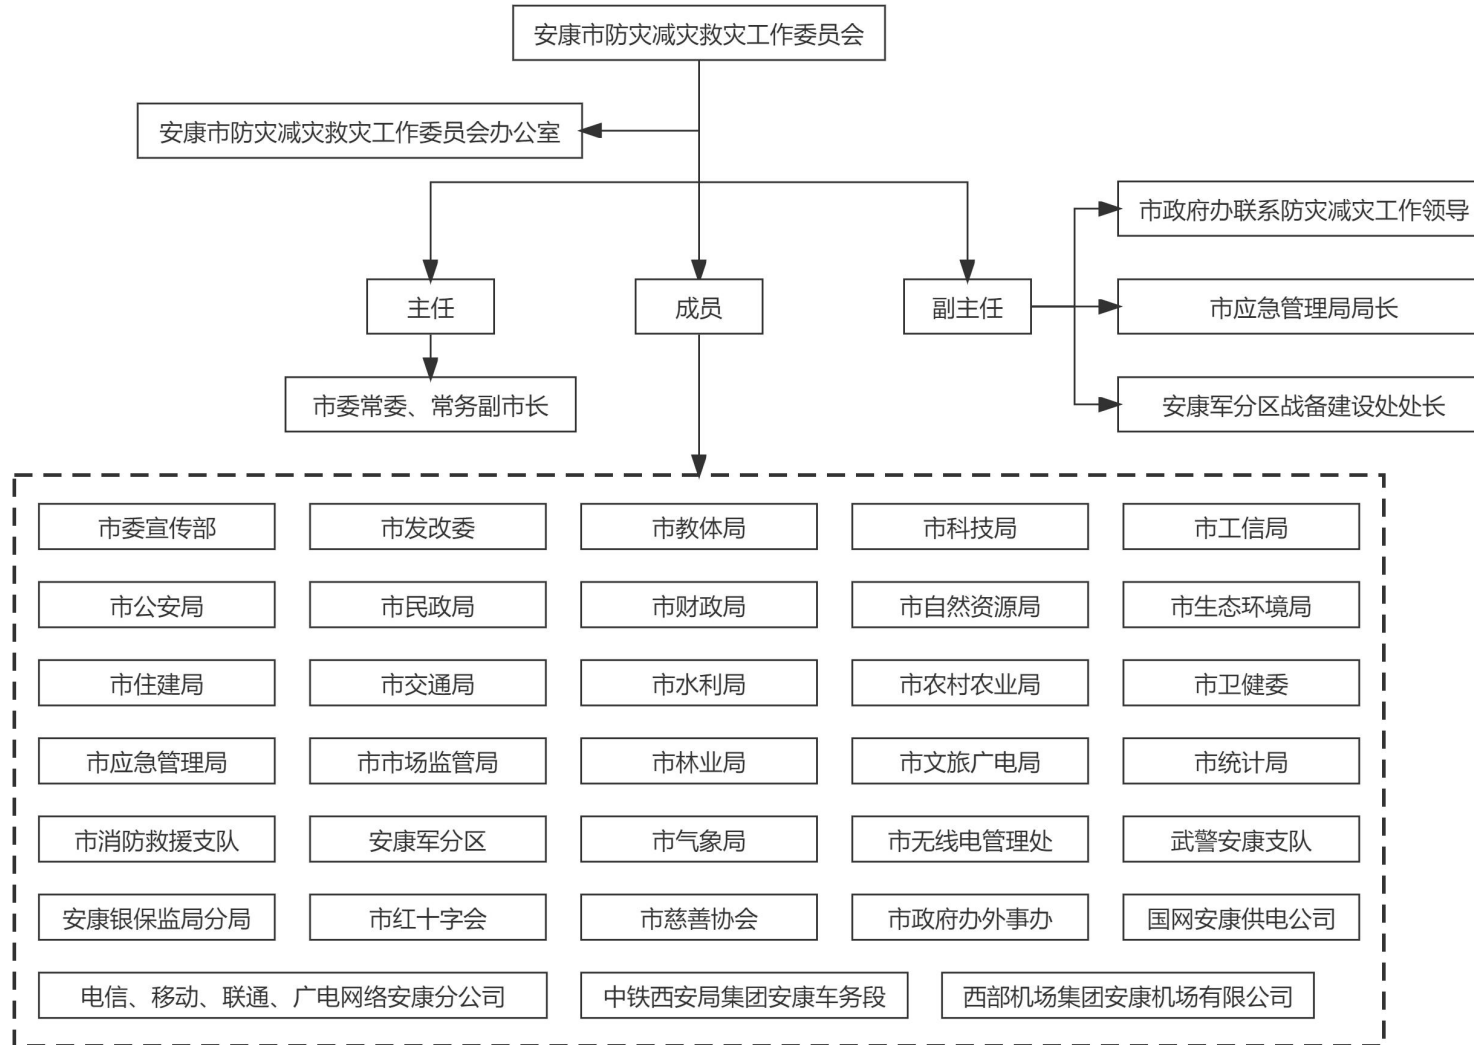 安康市防灾减灾救灾工作委员会
安康市防灾减灾救灾工作委员会办公室
市政府办联系防灾减灾工作领导
主任
成员
副主任
市应急管理局局长
市委常委、常务副市长
安康军分区战备建设处处长
市委宣传部
市发改委
市教体局
市科技局
市工信局
市公安局
市民政局
市财政局
市自然资源局
市生态环境局
市住建局
市交通局
市水利局
市农村农业局
市卫健委
市应急管理局
市市场监管局
市林业局
市文旅广电局
市统计局
市消防救援支队
安康军分区
市气象局
市无线电管理处
武警安康支队
安康银保监局分局
市红十字会
市慈善协会
市政府办外事办
国网安康供电公司
电信、移动、联通、广电网络安康分公司
中铁西安局集团安康车务段
西部机场集团安康机场有限公司